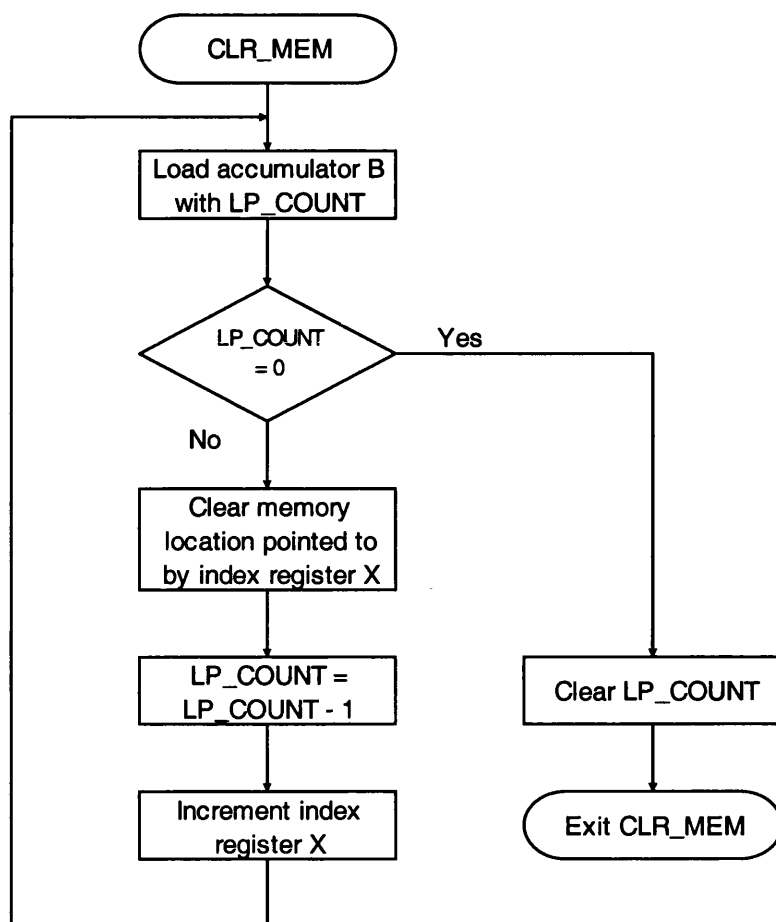 CLR_MEM
Load accumulator B
with LP_COUNT
LP_COUNT
= 0
Yes
No
Clear memory
location pointed to
by index register X
LP_COUNT =
LP_COUNT - 1
Clear LP_COUNT
Increment index
register X
Exit CLR_MEM